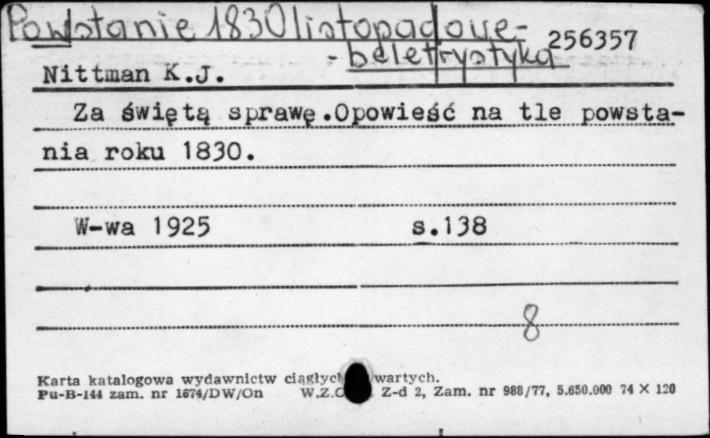 Powstanie 1830 listopadowe-
256357
- beletrystyka
Nittman K.J.
Za świętą sprawę.Opowieść na tle powsta-
nia roku 1830.
W-wa 1925 s.138
8
Karta katalogowa wydawnictw ciągłych wartych.
Pu-B-144 zam. nr 1674/DW/On W.Z.G Z-d 2, Zam. nr 988/77, 5.650.000 74 X 120